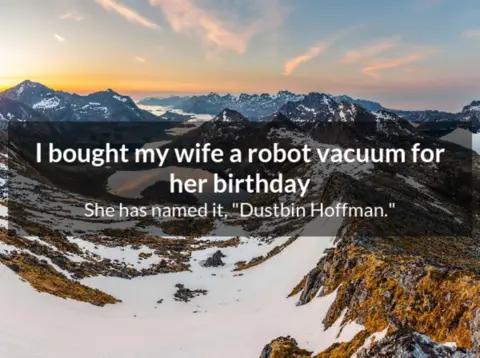 I bought my wife a robot vacuum for
her birthday
She has named it, "Dustbin Hoffman."